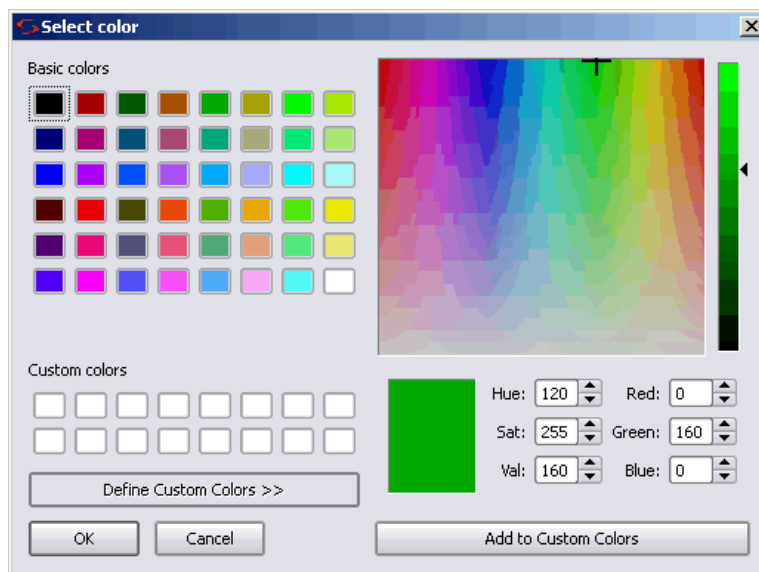 Select color
Basic colors
Custom colors
Hue: 120 Red: 0
Sat: 255 Green: 160
Val: 160 Blue: 0
Define Custom Colors >>
OK Cancel Add to Custom Colors